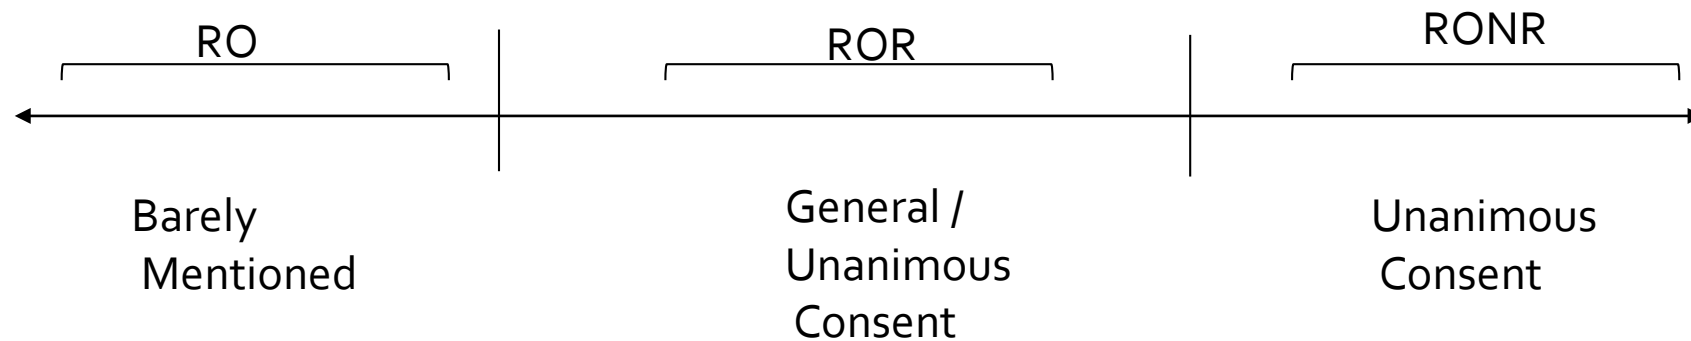 RO
ROR
RONR
Barely
Mentioned
General /
Unanimous
Consent
Unanimous
Consent